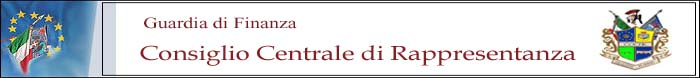 Guardia di Finanza
Consiglio Centrale di Rappresentanza